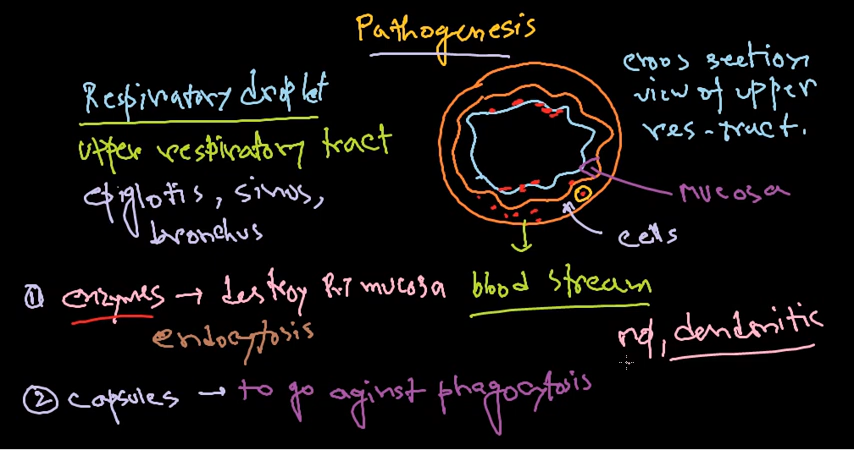 Pathogenesis
Respiratory droplet
upper respiratory tract
epiglotis, sinus,
bronchus
cross section
view of upper
res-tract.
mucosa
cells
blood stream
① enzymes → destroy R.T mucosa
endocytosis
mφ, dendritic
② capsules → to go aginst phagocytosis